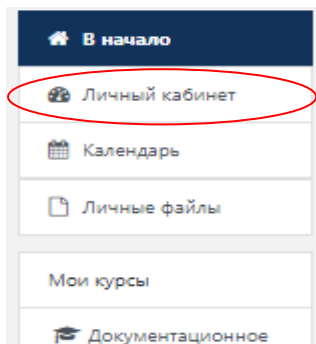 В начало
Личный кабинет
Календарь
Личные файлы
Мои курсы
Документационное